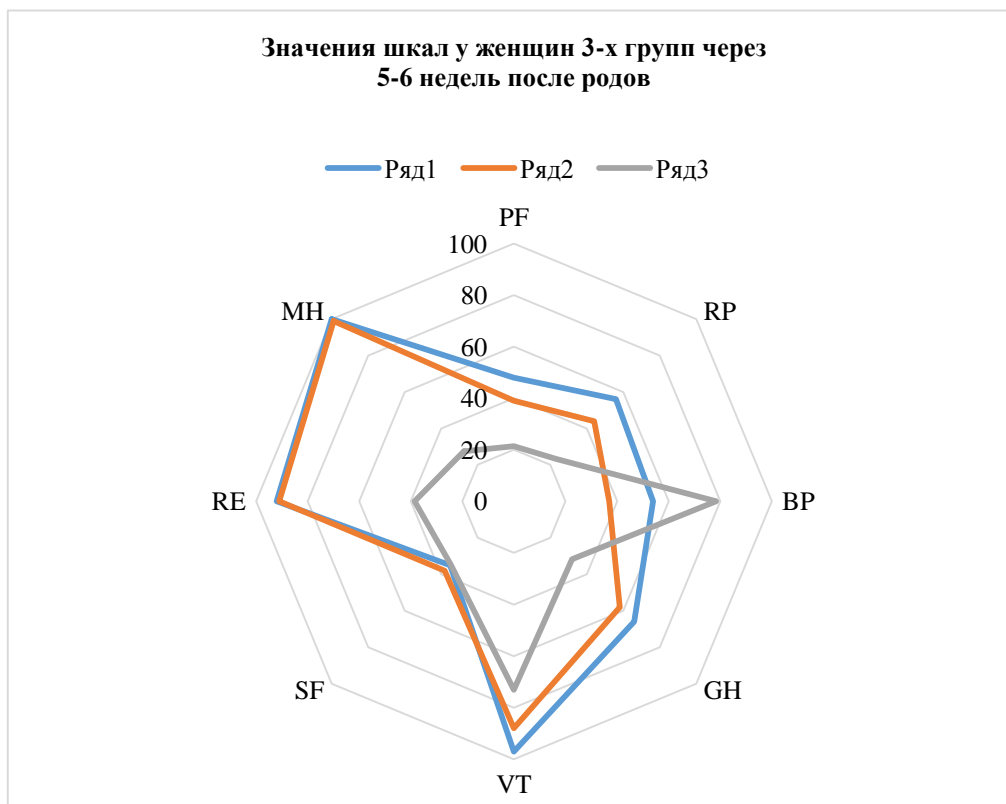 Значения шкал у женщин 3-х групп через
5-6 недель после родов
Ряд1 Ряд2 Ряд3
PF
100
MH
RP
80
60
40
20
RE
0
BP
SF
GH
VT